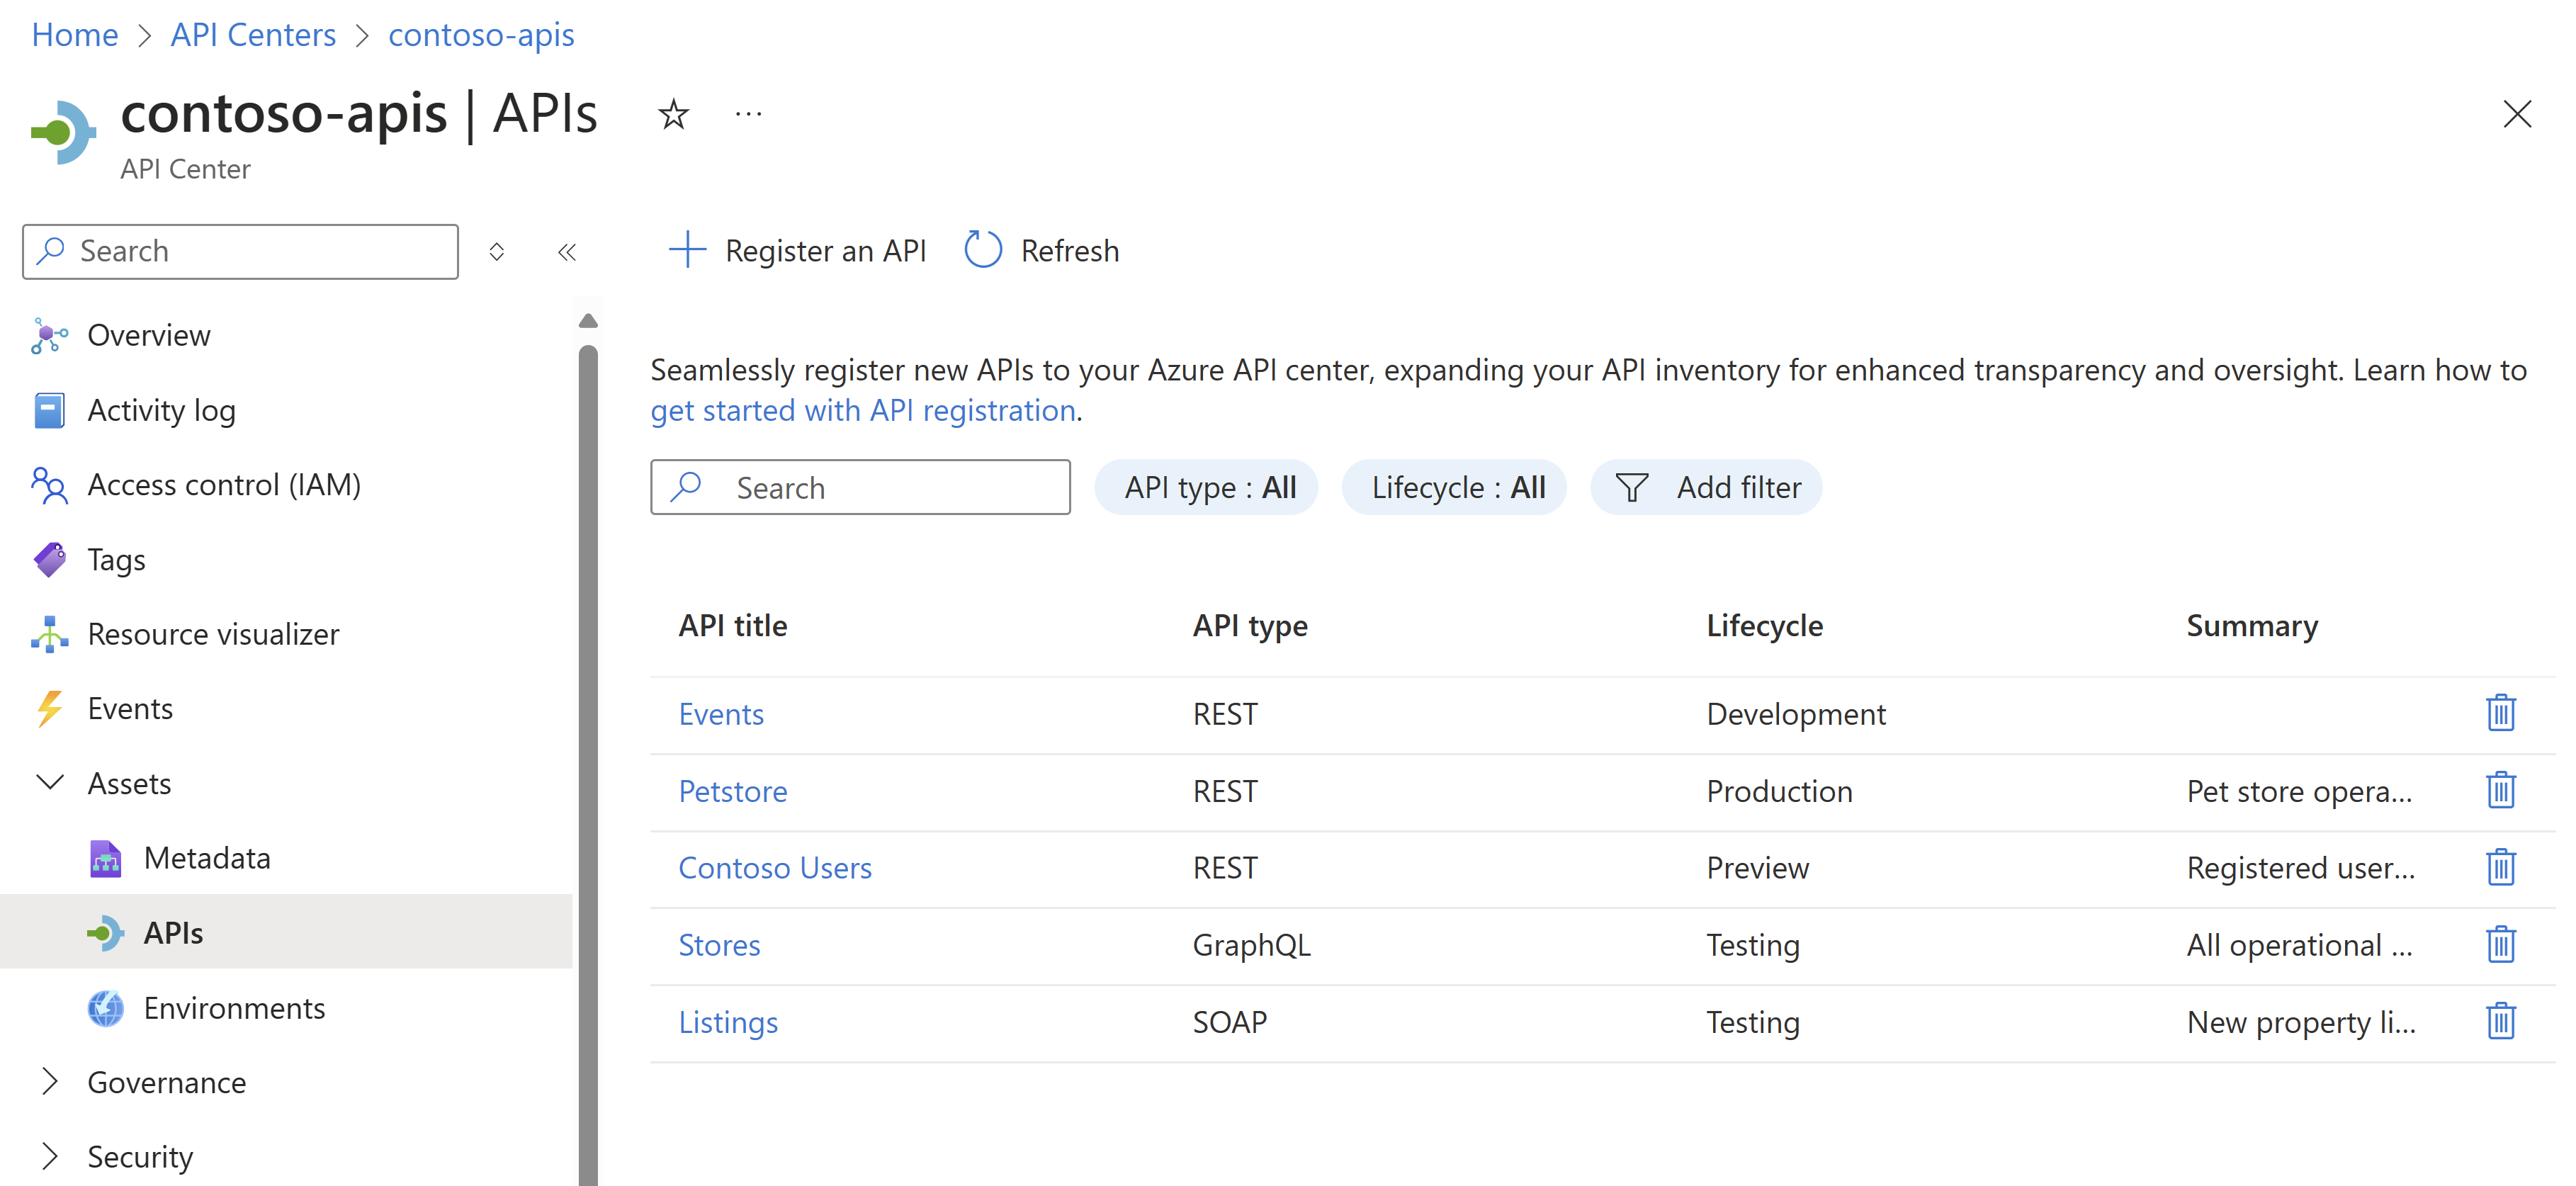 Home > API Centers > contoso-apis
contoso-apis | APIs
API Center
Search
Overview
Activity log
Access control (IAM)
Tags
Resource visualizer
Events
Assets
Metadata
APIs
Environments
Governance
Security
Register an API Refresh
Seamlessly register new APIs to your Azure API center, expanding your API inventory for enhanced transparency and oversight. Learn how to
get started with API registration.
Search API type : All Lifecycle : All Add filter
API title API type Lifecycle Summary
Events REST Development
Petstore REST Production Pet store opera...
Contoso Users REST Preview Registered user...
Stores GraphQL Testing All operational ...
Listings SOAP Testing New property li...